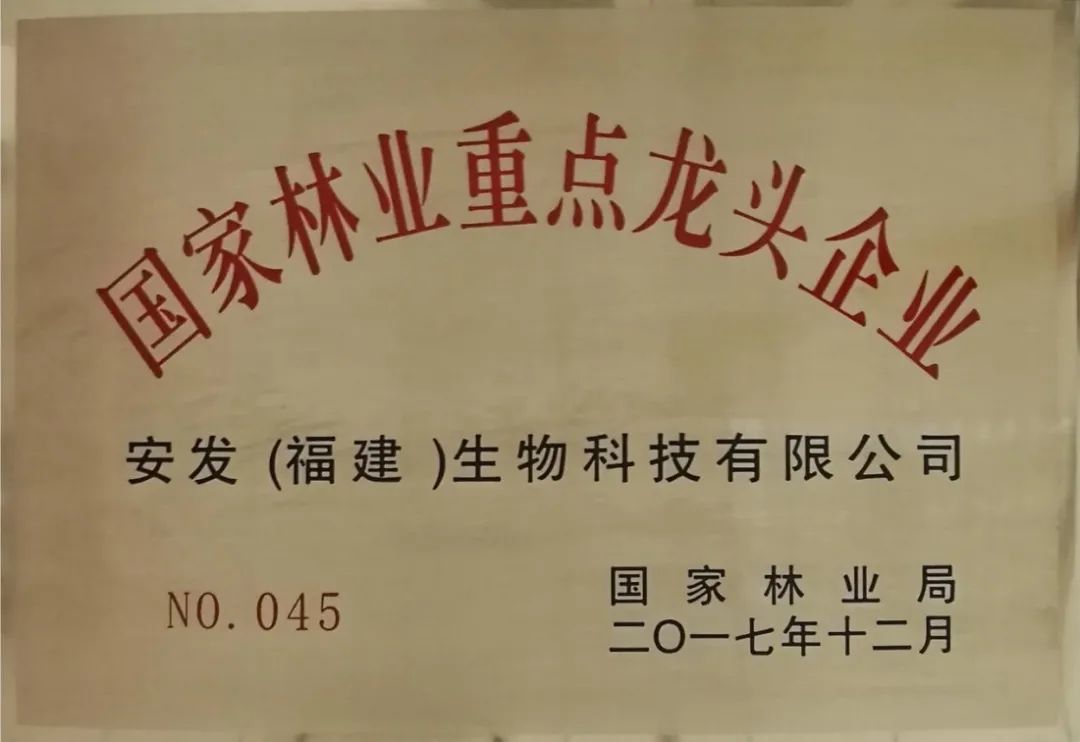 国家林业重点龙头企业
安发(福建)生物科技有限公司
NO.045
国家林业局
二〇一七年十二月